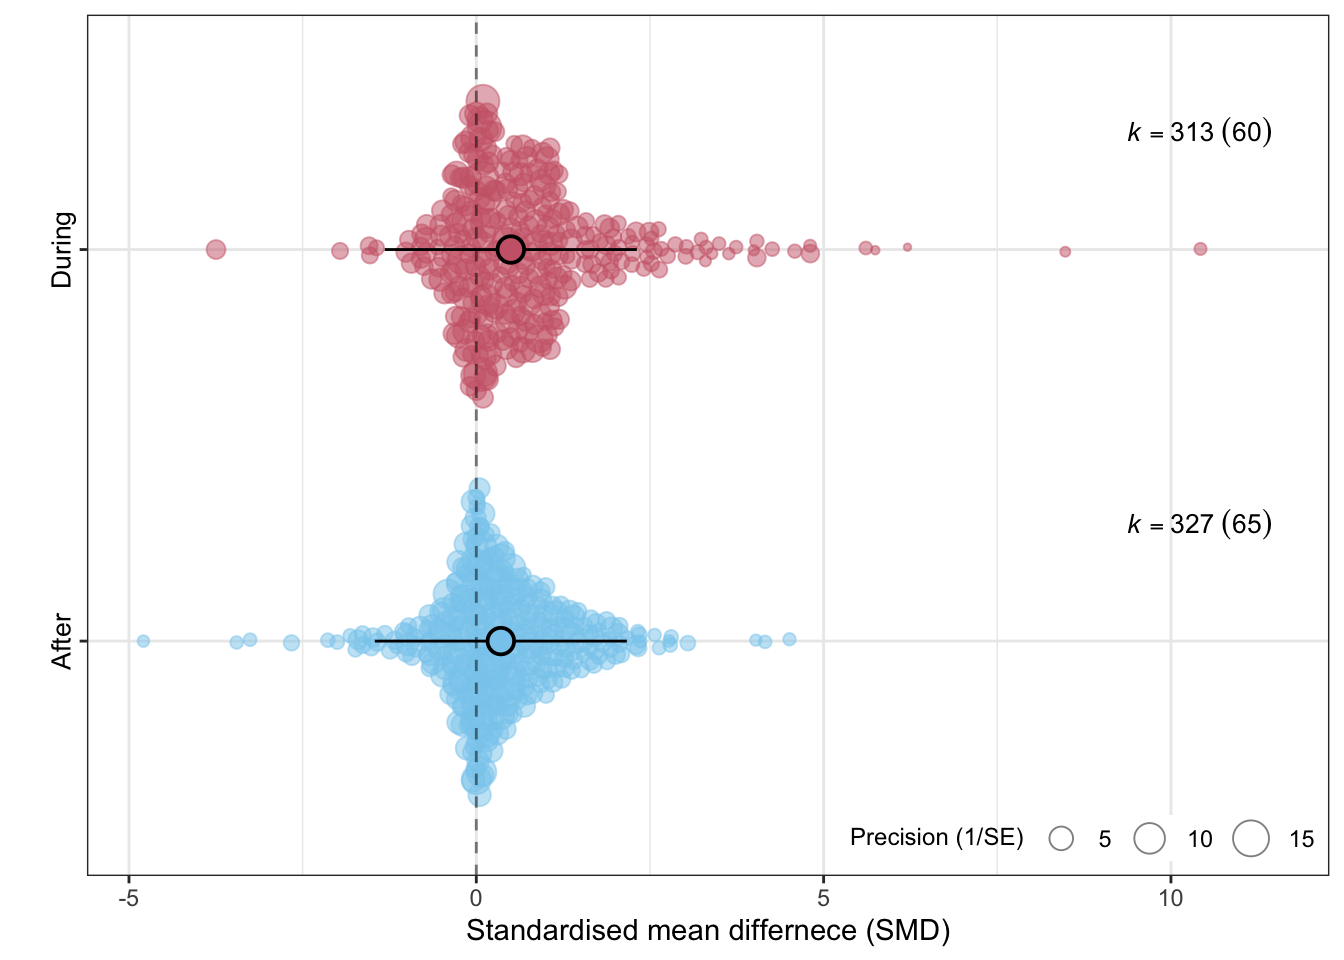 k = 313 (60)
During
k = 327 (65)
After
Precision (1/SE) 5 10 15
-5 0 5 10
Standardised mean differnece (SMD)